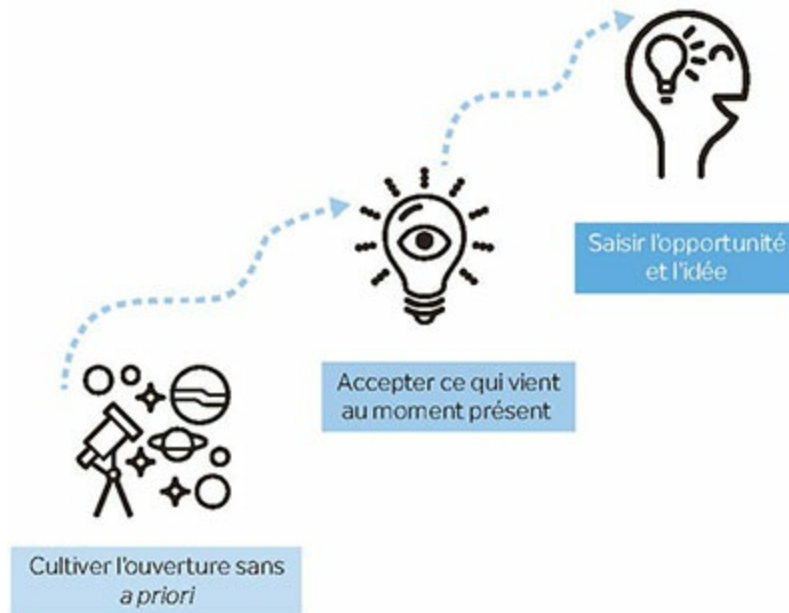 Saisir l'opportunité
et l'idée
Accepter ce qui vient
au moment présent
Cultiver l'ouverture sans
a priori